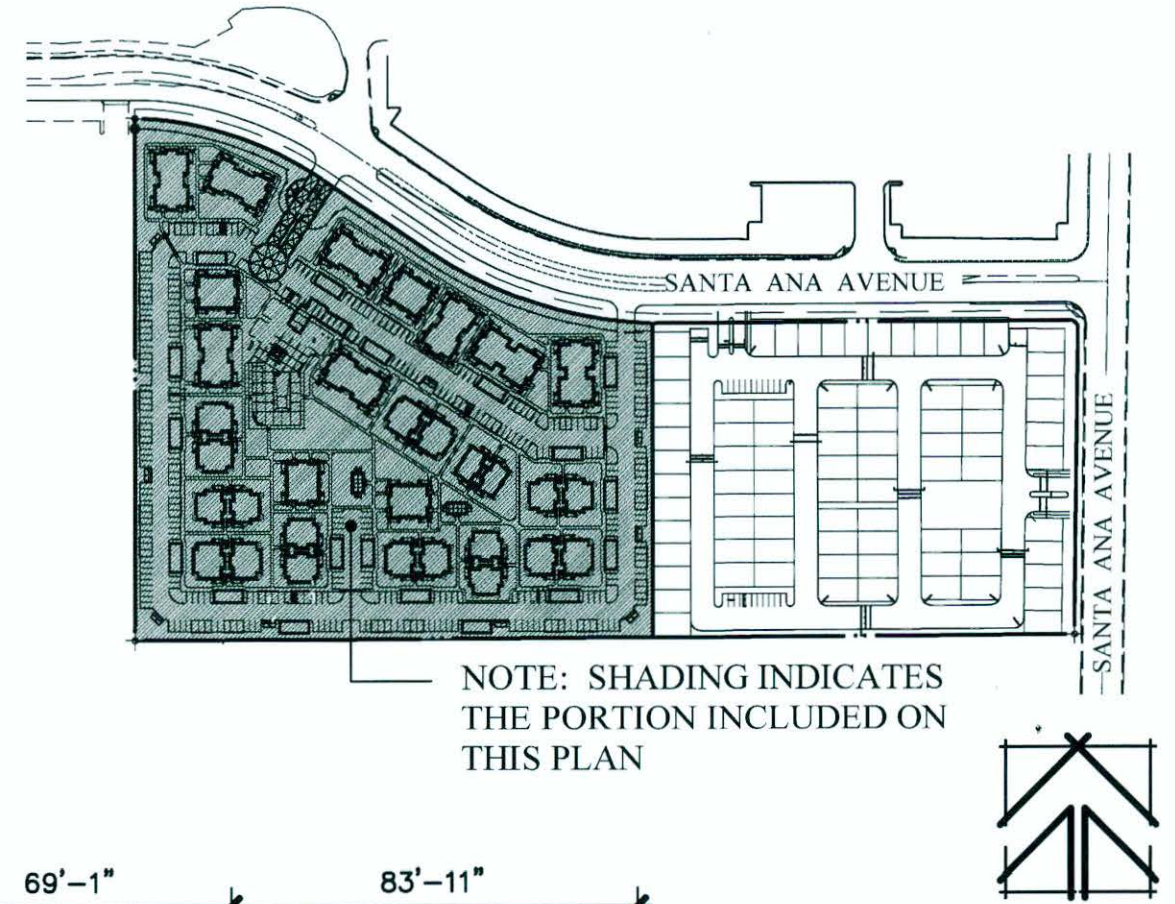 SANTA ANA AVENUE
SANTA ANA AVENUE
NOTE: SHADING INDICATES
THE PORTION INCLUDED ON
THIS PLAN
69'-1" 83'-11"